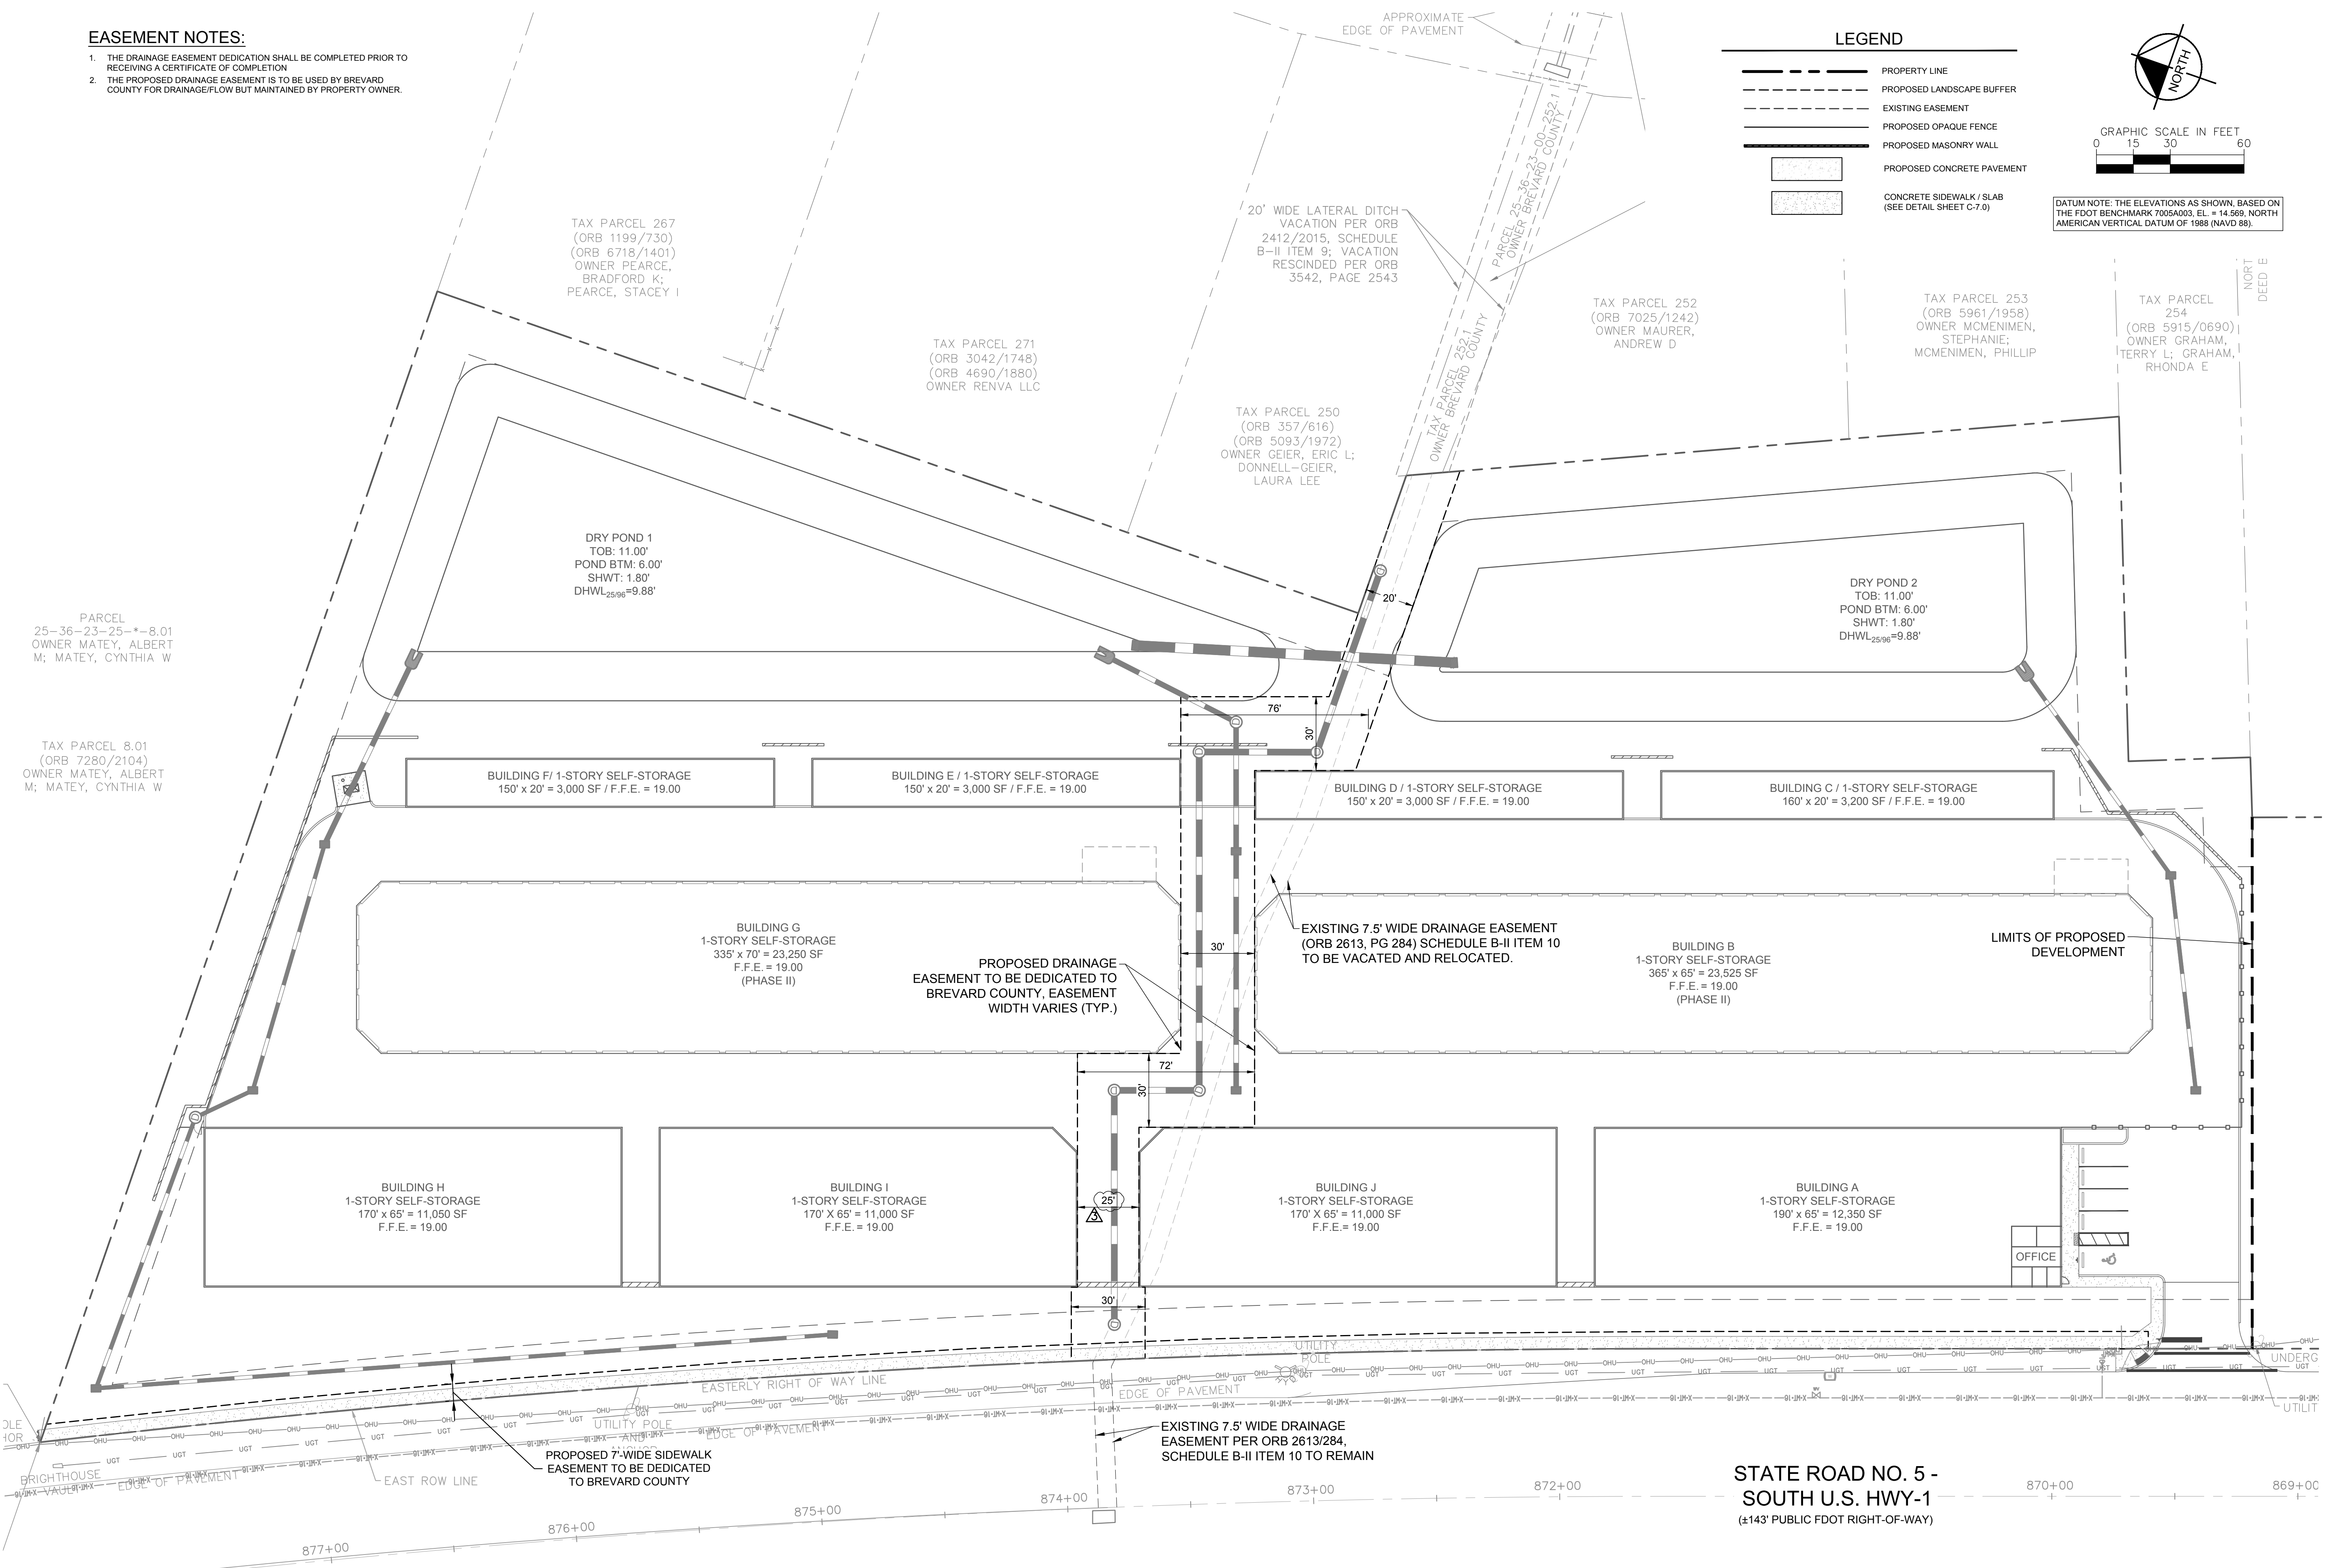 EASEMENT NOTES:
1. THE DRAINAGE EASEMENT DEDICATION SHALL BE COMPLETED PRIOR TO
RECEIVING A CERTIFICATE OF COMPLETION
2. THE PROPOSED DRAINAGE EASEMENT IS TO BE USED BY BREVARD
COUNTY FOR DRAINAGE/FLOW BUT MAINTAINED BY PROPERTY OWNER.
APPROXIMATE
EDGE OF PAVEMENT
LEGEND
PROPERTY LINE
PROPOSED LANDSCAPE BUFFER
EXISTING EASEMENT
PROPOSED OPAQUE FENCE
PROPOSED MASONRY WALL
PROPOSED CONCRETE PAVEMENT
CONCRETE SIDEWALK / SLAB
(SEE DETAIL SHEET C-7.0)
NORTH
GRAPHIC SCALE IN FEET
0 15 30 60
DATUM NOTE: THE ELEVATIONS AS SHOWN, BASED ON
THE FDOT BENCHMARK 7005A003, EL. = 14.569, NORTH
AMERICAN VERTICAL DATUM OF 1988 (NAVD 88).
TAX PARCEL 267
(ORB 1199/730)
(ORB 6718/1401)
OWNER PEARCE,
BRADFORD K;
PEARCE, STACEY I
TAX PARCEL 271
(ORB 3042/1748)
(ORB 4690/1880)
OWNER RENVA LLC
20' WIDE LATERAL DITCH
VACATION PER ORB
2412/2015, SCHEDULE
B-II ITEM 9; VACATION
RESCINDED PER ORB
3542, PAGE 2543
PARCEL 25-36-23-00-252.1
OWNER BREVARD COUNTY
TAX PARCEL 252.1
OWNER BREVARD COUNTY
TAX PARCEL 250
(ORB 357/616)
(ORB 5093/1972)
OWNER GEIER, ERIC L;
DONNELL-GEIER,
LAURA LEE
TAX PARCEL 252
(ORB 7025/1242)
OWNER MAURER,
ANDREW D
TAX PARCEL 253
(ORB 5961/1958)
OWNER MCMENIMEN,
STEPHANIE;
MCMENIMEN, PHILLIP
TAX PARCEL
254
(ORB 5915/0690)
OWNER GRAHAM,
TERRY L; GRAHAM,
RHONDA E
NORT
DEED B
DRY POND 1
TOB: 11.00'
POND BTM: 6.00'
SHWT: 1.80'
DHWL25/96=9.88'
DRY POND 2
TOB: 11.00'
POND BTM: 6.00'
SHWT: 1.80'
DHWL25/96=9.88'
20'
76'
30'
PARCEL
25-36-23-25-*-8.01
OWNER MATEY, ALBERT
M; MATEY, CYNTHIA W
TAX PARCEL 8.01
(ORB 7280/2104)
OWNER MATEY, ALBERT
M; MATEY, CYNTHIA W
BUILDING F/ 1-STORY SELF-STORAGE
150' x 20' = 3,000 SF / F.F.E. = 19.00
BUILDING E / 1-STORY SELF-STORAGE
150' x 20' = 3,000 SF / F.F.E. = 19.00
BUILDING D / 1-STORY SELF-STORAGE
150' x 20' = 3,000 SF / F.F.E. = 19.00
BUILDING C / 1-STORY SELF-STORAGE
160' x 20' = 3,200 SF / F.F.E. = 19.00
BUILDING G
1-STORY SELF-STORAGE
335' x 70' = 23,250 SF
F.F.E. = 19.00
(PHASE II)
PROPOSED DRAINAGE
EASEMENT TO BE DEDICATED TO
BREVARD COUNTY, EASEMENT
WIDTH VARIES (TYP.)
30'
EXISTING 7.5' WIDE DRAINAGE EASEMENT
(ORB 2613, PG 284) SCHEDULE B-II ITEM 10
TO BE VACATED AND RELOCATED.
BUILDING B
1-STORY SELF-STORAGE
365' x 65' = 23,525 SF
F.F.E. = 19.00
(PHASE II)
LIMITS OF PROPOSED
DEVELOPMENT
72'
30'
BUILDING H
1-STORY SELF-STORAGE
170' x 65' = 11,050 SF
F.F.E. = 19.00
BUILDING I
1-STORY SELF-STORAGE
170' X 65' = 11,000 SF
F.F.E. = 19.00
25'
3
BUILDING J
1-STORY SELF-STORAGE
170' X 65' = 11,000 SF
F.F.E. = 19.00
BUILDING A
1-STORY SELF-STORAGE
190' x 65' = 12,350 SF
F.F.E. = 19.00
OFFICE
30'
UTILITY
POLE
EASTERLY RIGHT OF WAY LINE
EDGE OF PAVEMENT
OHU
UGT
UNDERG
UTILIT
UTILITY POLE
AND
EDGE OF PAVEMENT
BRIGHTHOUSE
VAULT
EDGE OF PAVEMENT
EAST ROW LINE
PROPOSED 7'-WIDE SIDEWALK
EASEMENT TO BE DEDICATED
TO BREVARD COUNTY
EXISTING 7.5' WIDE DRAINAGE
EASEMENT PER ORB 2613/284,
SCHEDULE B-II ITEM 10 TO REMAIN
STATE ROAD NO. 5 -
SOUTH U.S. HWY-1
(±143' PUBLIC FDOT RIGHT-OF-WAY)
877+00
876+00
875+00
874+00
873+00
872+00
870+00
869+00